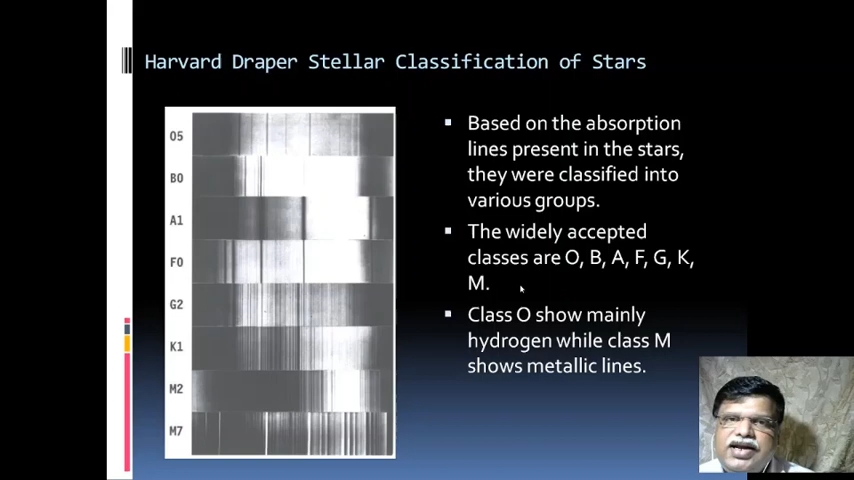 Harvard Draper Stellar Classification of Stars
O5
B0
A1
F0
G2
K1
M2
M7
Based on the absorption
lines present in the stars,
they were classified into
various groups.
The widely accepted
classes are O, B, A, F, G, K,
M.
Class O show mainly
hydrogen while class M
shows metallic lines.